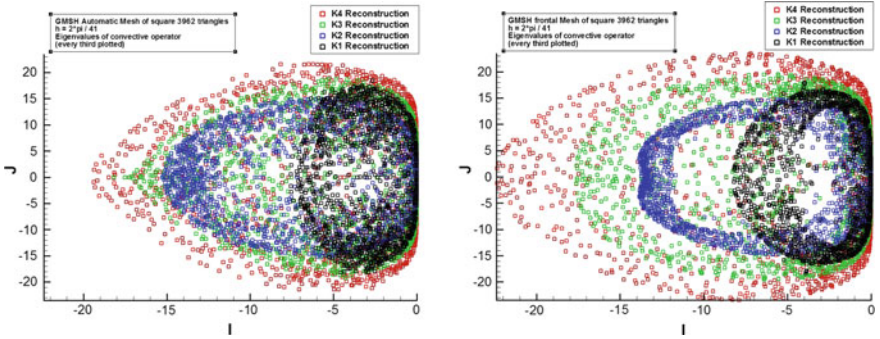 GMSH Automatic Mesh of square 3962 triangles
h = 2*pi / 41
Eigenvalues of convective operator
(every third plotted)
K4 Reconstruction
K3 Reconstruction
K2 Reconstruction
K1 Reconstruction
20
15
10
5
0
-5
-10
-15
-20
J
-20
-15
-10
-5
0
I
GMSH frontal Mesh of square 3962 triangles
h = 2*pi / 41
Eigenvalues of convective operator
(every third plotted)
K4 Reconstruction
K3 Reconstruction
K2 Reconstruction
K1 Reconstruction
20
15
10
5
0
-5
-10
-15
-20
J
-20
-15
-10
-5
0
I